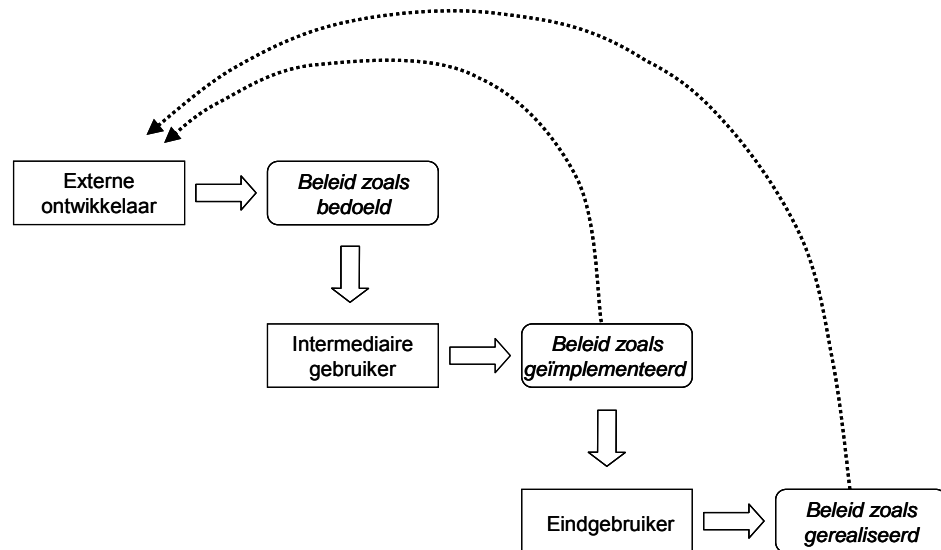 Externe
ontwikkelaar
Beleid zoals
bedoeld
Intermediaire
gebruiker
Beleid zoals
geïmplementeerd
Eindgebruiker
Beleid zoals
gerealiseerd